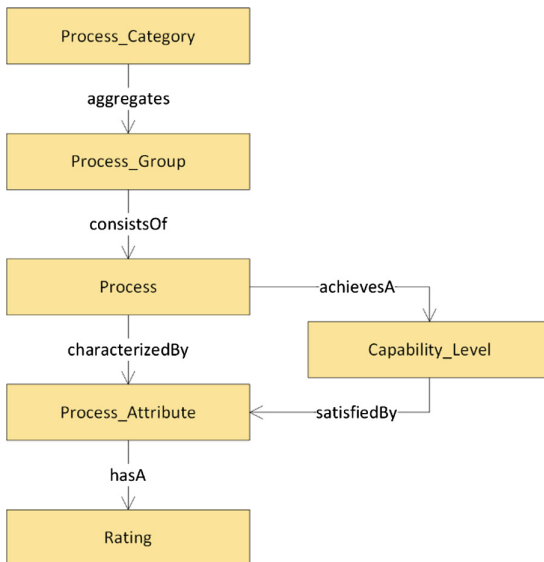 Process_Category
aggregates
Process_Group
consistsOf
Process
achievesA
characterizedBy
Capability_Level
Process_Attribute
satisfiedBy
hasA
Rating